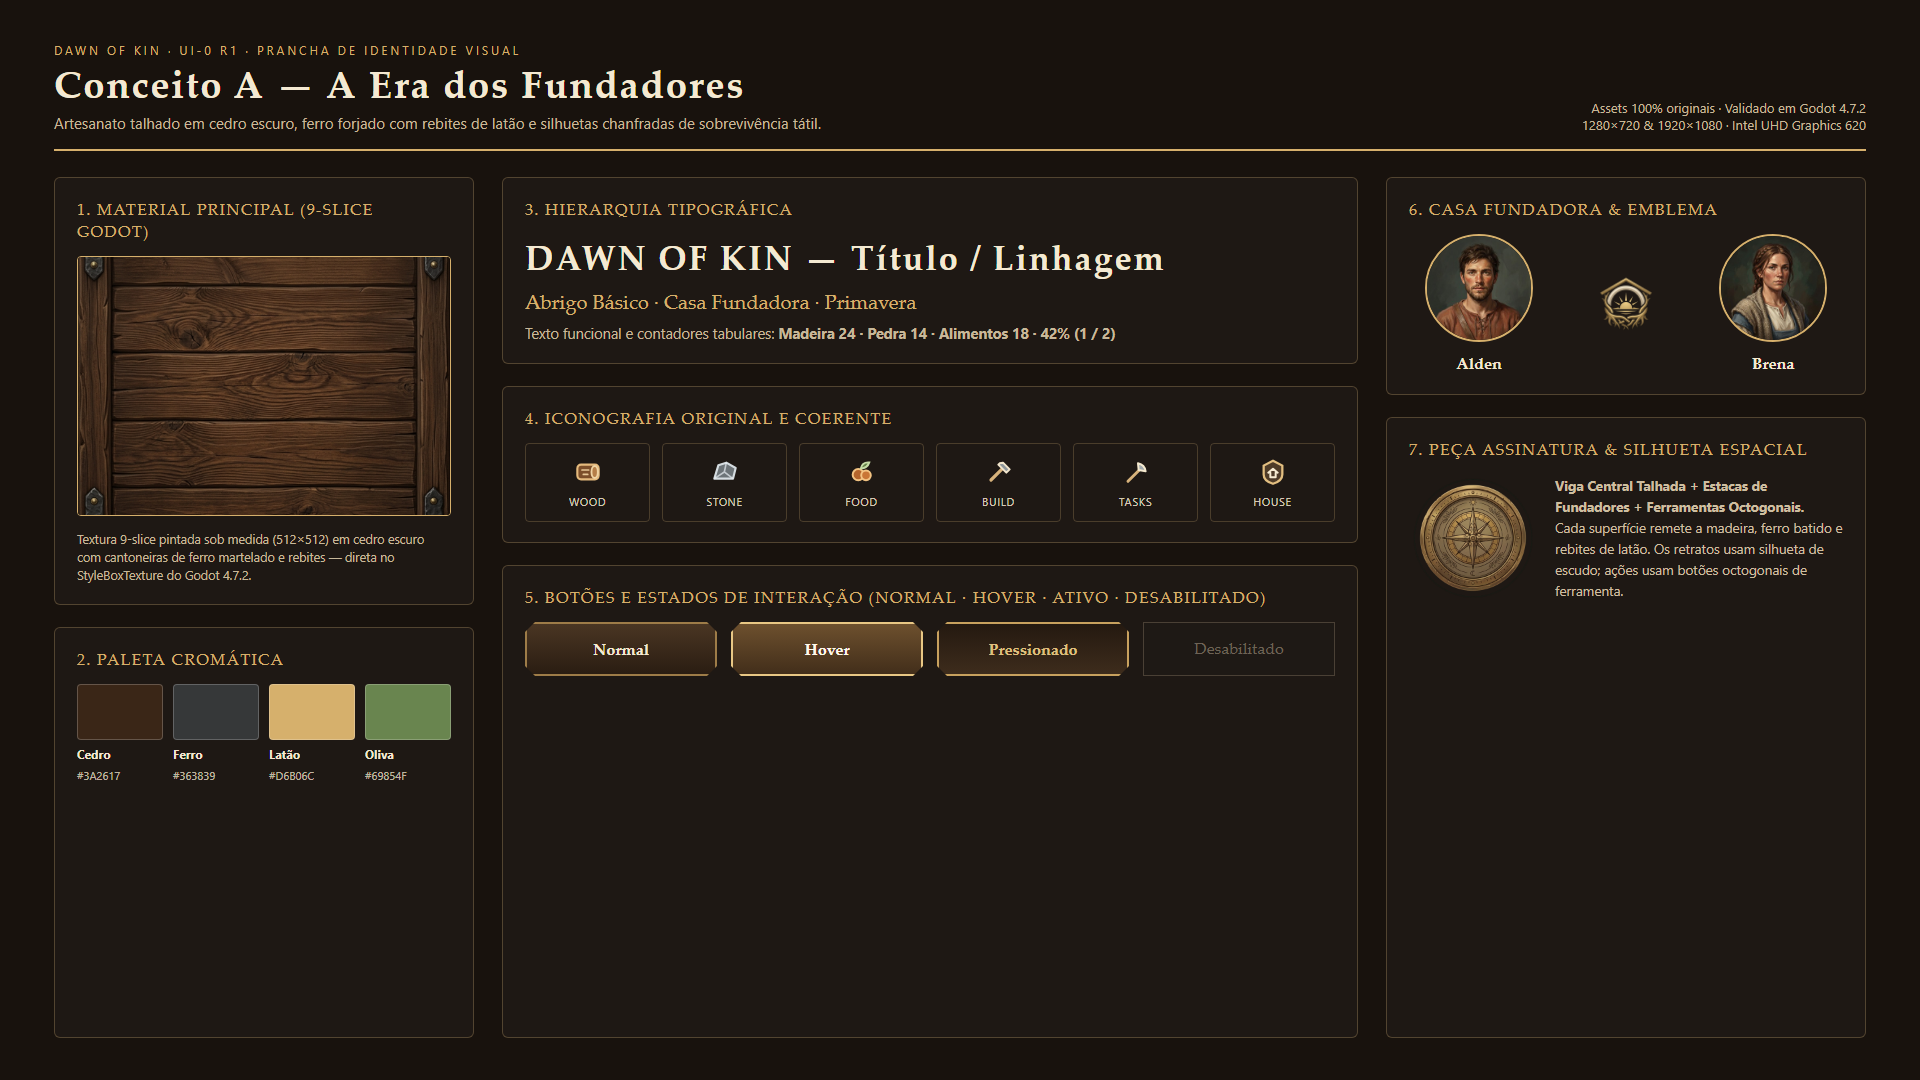 DAWN OF KIN · UI-0 R1 · PRANCHA DE IDENTIDADE VISUAL
Conceito A — A Era dos Fundadores
Artesanato talhado em cedro escuro, ferro forjado com rebites de latão e silhuetas chanfradas de sobrevivência tátil.
Assets 100% originais · Validado em Godot 4.7.2
1280×720 & 1920×1080 · Intel UHD Graphics 620
1. MATERIAL PRINCIPAL (9-SLICE
GODOT)
Textura 9-slice pintada sob medida (512×512) em cedro escuro
com cantoneiras de ferro martelado e rebites — direta no
StyleBoxTexture do Godot 4.7.2.
2. PALETA CROMÁTICA
Cedro
#3A2617
Ferro
#363839
Latão
#D6B06C
Oliva
#69854F
3. HIERARQUIA TIPOGRÁFICA
DAWN OF KIN — Título / Linhagem
Abrigo Básico · Casa Fundadora · Primavera
Texto funcional e contadores tabulares: Madeira 24 · Pedra 14 · Alimentos 18 · 42% (1 / 2)
4. ICONOGRAFIA ORIGINAL E COERENTE
WOOD
STONE
FOOD
BUILD
TASKS
HOUSE
5. BOTÕES E ESTADOS DE INTERAÇÃO (NORMAL · HOVER · ATIVO · DESABILITADO)
Normal
Hover
Pressionado
Desabilitado
6. CASA FUNDADORA & EMBLEMA
Alden
Brena
7. PEÇA ASSINATURA & SILHUETA ESPACIAL
Viga Central Talhada + Estacas de
Fundadores + Ferramentas Octogonais.
Cada superfície remete a madeira, ferro batido e
rebites de latão. Os retratos usam silhueta de
escudo; ações usam botões octogonais de
ferramenta.